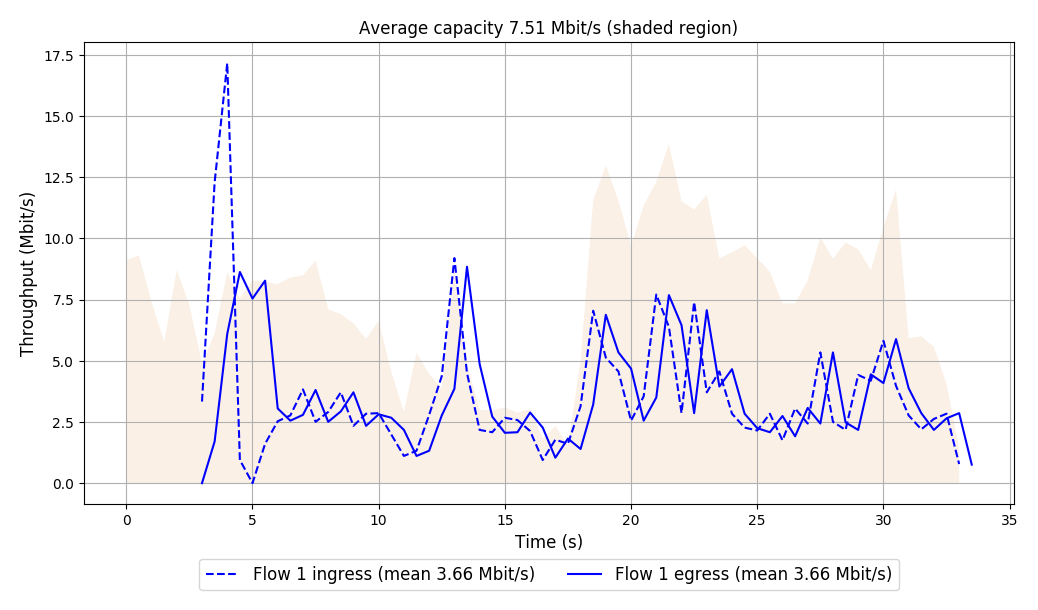 Average capacity 7.51 Mbit/s (shaded region)
Throughput (Mbit/s)
17.5
15.0
12.5
10.0
7.5
5.0
2.5
0.0
0 5 10 15 20 25 30 35
Time (s)
Flow 1 ingress (mean 3.66 Mbit/s) Flow 1 egress (mean 3.66 Mbit/s)